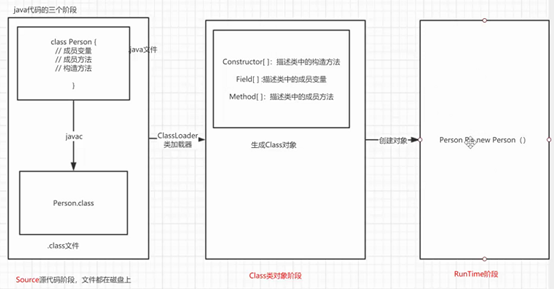 java代码的三个阶段
class Person {
// 成员变量
// 成员方法
// 构造方法
}
java文件
javac
Person.class
.class文件
Source源代码阶段，文件都在磁盘上
ClassLoader
类加载器
Constructor[ ]：描述类中的构造方法
Field[ ] :描述类中的成员变量
Method[ ]：描述类中的成员方法
生成Class对象
Class类对象阶段
创建对象
Person new Person（）
RunTime阶段